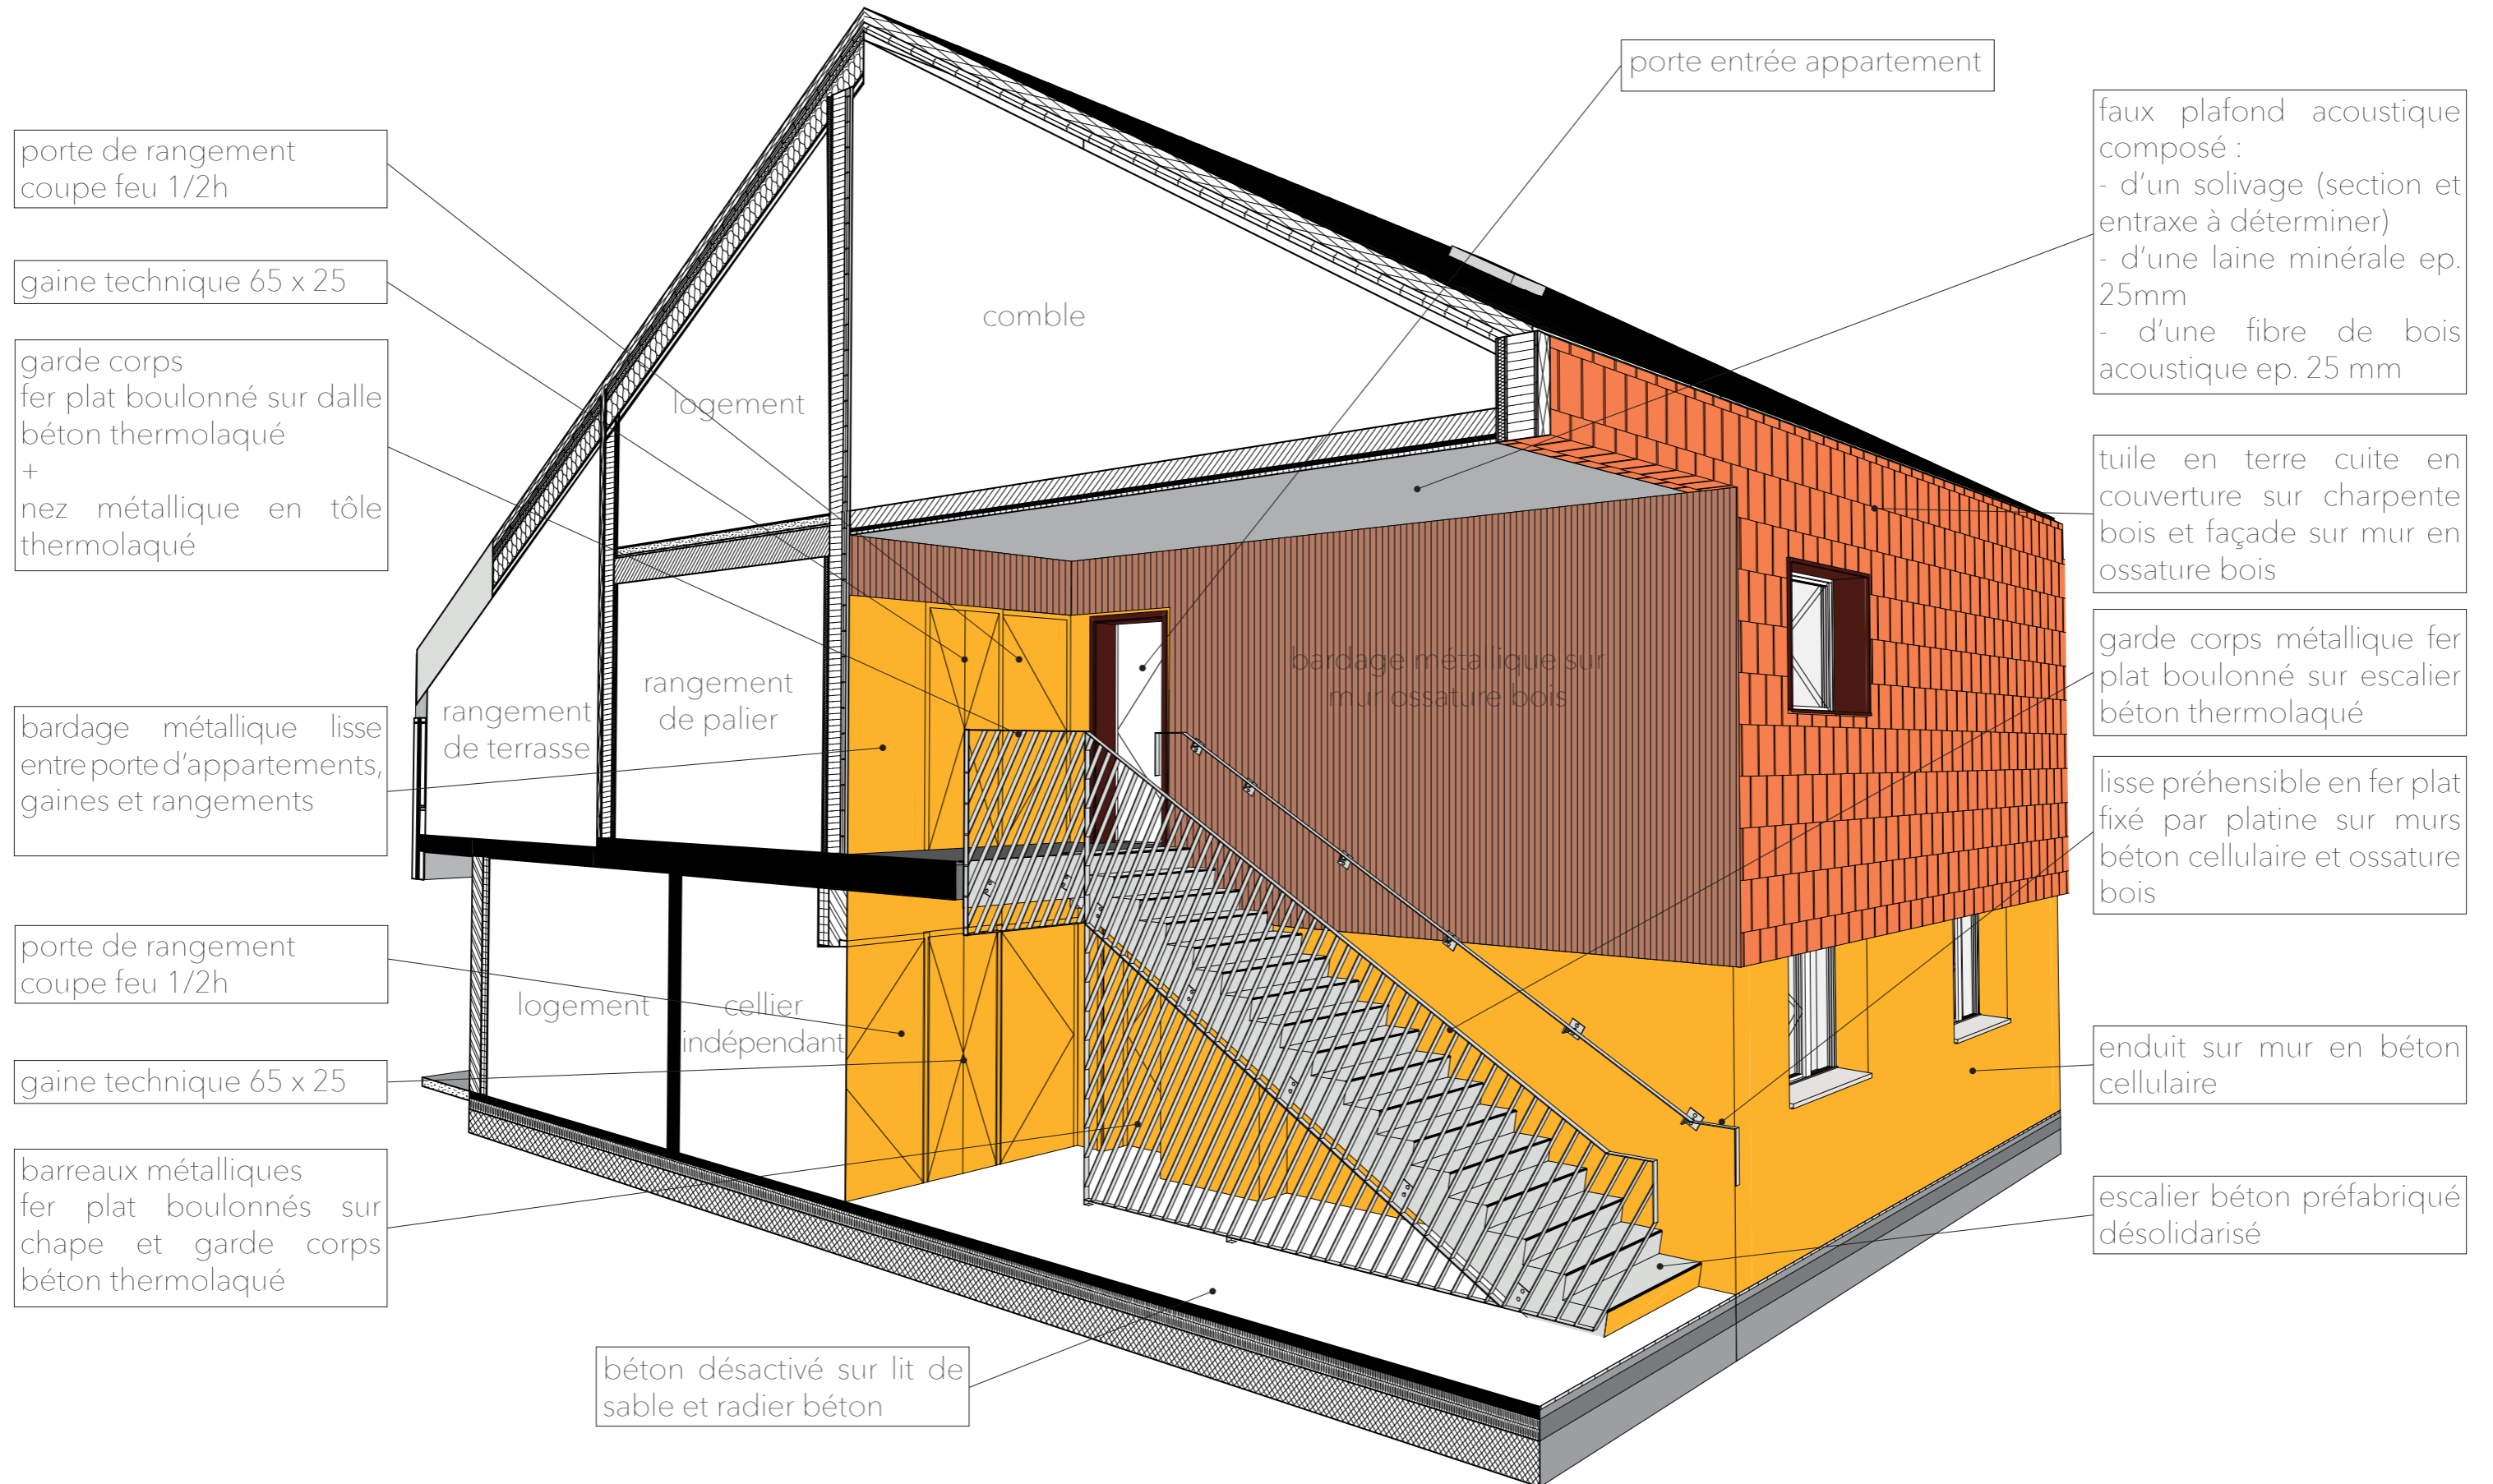 porte de rangement
coupe feu 1/2h
gaine technique 65 x 25
garde corps
fer plat boulonné sur dalle
béton thermolaqué
+
nez métallique en tôle
thermolaqué
bardage métallique lisse
entre porte d'appartements,
gaines et rangements
porte de rangement
coupe feu 1/2h
gaine technique 65 x 25
barreaux métalliques
fer plat boulonnés sur
chape et garde corps
béton thermolaqué
comble
logement
rangement
de palier
rangement
de terrasse
bardage métallique sur
mur ossature bois
logement
cellier
indépendant
béton désactivé sur lit de
sable et radier béton
porte entrée appartement
faux plafond acoustique
composé :
- d'un solivage (section et
entraxe à déterminer)
- d'une laine minérale ep.
25mm
- d'une fibre de bois
acoustique ep. 25 mm
tuile en terre cuite en
couverture sur charpente
bois et façade sur mur en
ossature bois
garde corps métallique fer
plat boulonné sur escalier
béton thermolaqué
lisse préhensible en fer plat
fixé par platine sur murs
béton cellulaire et ossature
bois
enduit sur mur en béton
cellulaire
escalier béton préfabriqué
désolidarisé